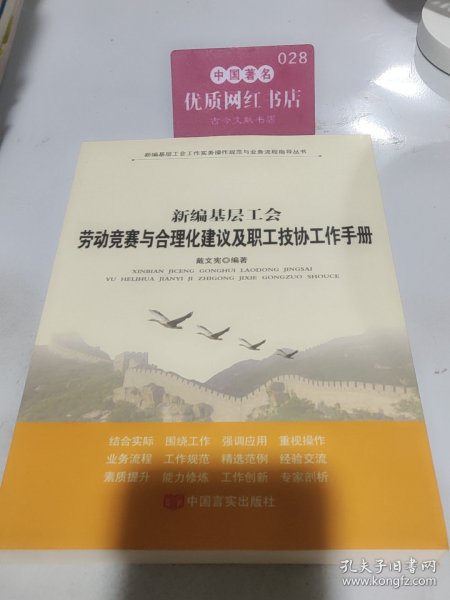 028
中国著名
优质网红书店
古今文献书店
新编基层工会工作实务操作规范与业务流程指导丛书
新编基层工会
劳动竞赛与合理化建议及职工技协工作手册
戴文宪◎编著
XINBIAN JICENG GONGHUI LAODONG JINGSAI
YU HELIHUA JIANYI JI ZHIGONG JIXIE GONGZUO SHOUCE
结合实际 围绕工作 强调应用 重视操作
业务流程 工作规范 精选范例 经验交流
素质提升 能力修炼 工作创新 专家剖析
中国言实出版社
孔夫子旧书网
www.kongfz.com